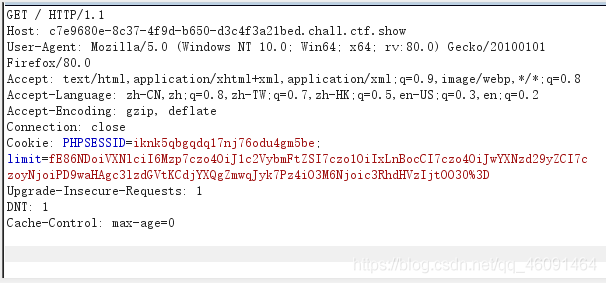 GET / HTTP/1.1
Host: c7e9680e-8c37-4f9d-b650-d3c4f3a21bed.chall.ctf.show
User-Agent: Mozilla/5.0 (Windows NT 10.0; Win64; x64; rv:80.0) Gecko/20100101
Firefox/80.0
Accept: text/html,application/xhtml+xml,application/xml;q=0.9,image/webp,*/*;q=0.8
Accept-Language: zh-CN,zh;q=0.8,zh-TW;q=0.7,zh-HK;q=0.5,en-US;q=0.3,en;q=0.2
Accept-Encoding: gzip, deflate
Connection: close
Cookie: PHPSESSID=iknk5qbgqdq17nj76odu4gm5be;
limit=fE86NDoiVXNlciI6Mzp7czo4OiJ1c2VybmFtZSI7czo1OiIxLnBocCI7czo4OiJwYXNzd29yZCI7c
zoyNjoiPD9waHAgc3lzdGVtKCdjYXQgZmwqJyk7Pz4iO3M6Njoic3RhdHVzIjtOO30%3D
Upgrade-Insecure-Requests: 1
DNT: 1
Cache-Control: max-age=0
https://blog.csdn.net/qq_46091464